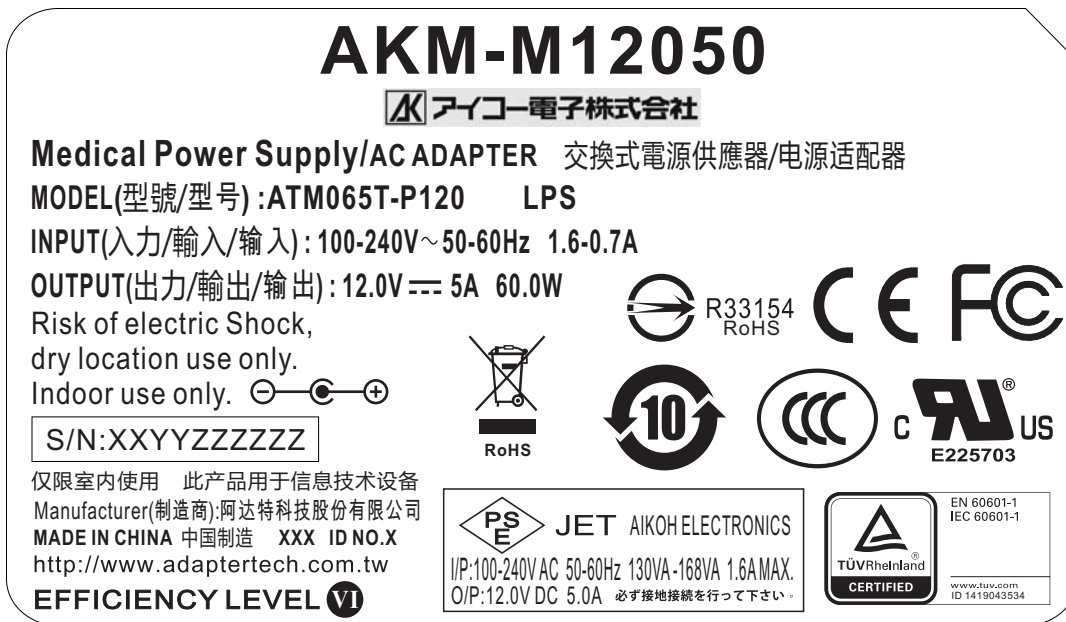 AKM-M12050
AK アイコー電子株式会社
Medical Power Supply/AC ADAPTER 交換式電源供應器/电源适配器
MODEL(型號/型号) :ATM065T-P120 LPS
INPUT(入力/輸入/输入) : 100-240V~50-60Hz 1.6-0.7A
OUTPUT(出力/輸出/输出) : 12.0V ⎓ 5A 60.0W
Risk of electric Shock,
dry location use only.
Indoor use only.
S/N:XXYYZZZZZZ
R33154
RoHS
CE FC
RoHS
10
CCC
C RU ® US
E225703
仅限室内使用 此产品用于信息技术设备
Manufacturer(制造商):阿达特科技股份有限公司
MADE IN CHINA 中国制造 XXX ID NO.X
http://www.adaptertech.com.tw
EFFICIENCY LEVEL VI
PSE JET AIKOH ELECTRONICS
I/P:100-240V AC 50-60Hz 130VA-168VA 1.6A MAX.
O/P:12.0V DC 5.0A 必ず接地接続を行って下さい。
TÜVRheinland ®
CERTIFIED
EN 60601-1
IEC 60601-1
www.tuv.com
ID 1419043534